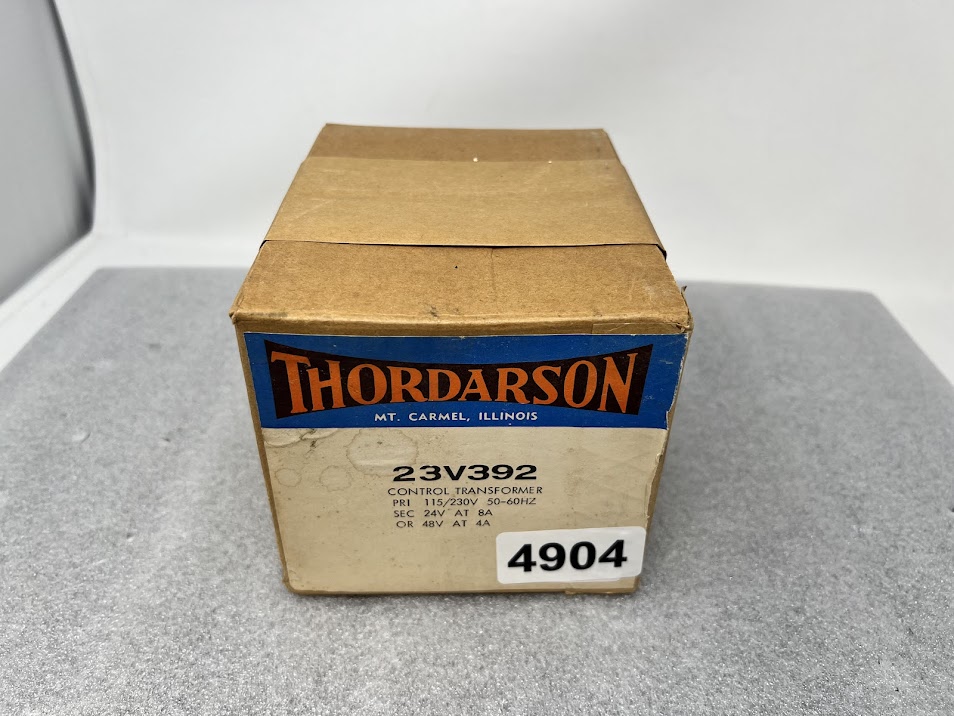 THORDARSON
MT. CARMEL, ILLINOIS
23V392
CONTROL TRANSFORMER
PRI 115/230V 50-60HZ
SEC 24V AT 8A
OR 48V AT 4A
4904